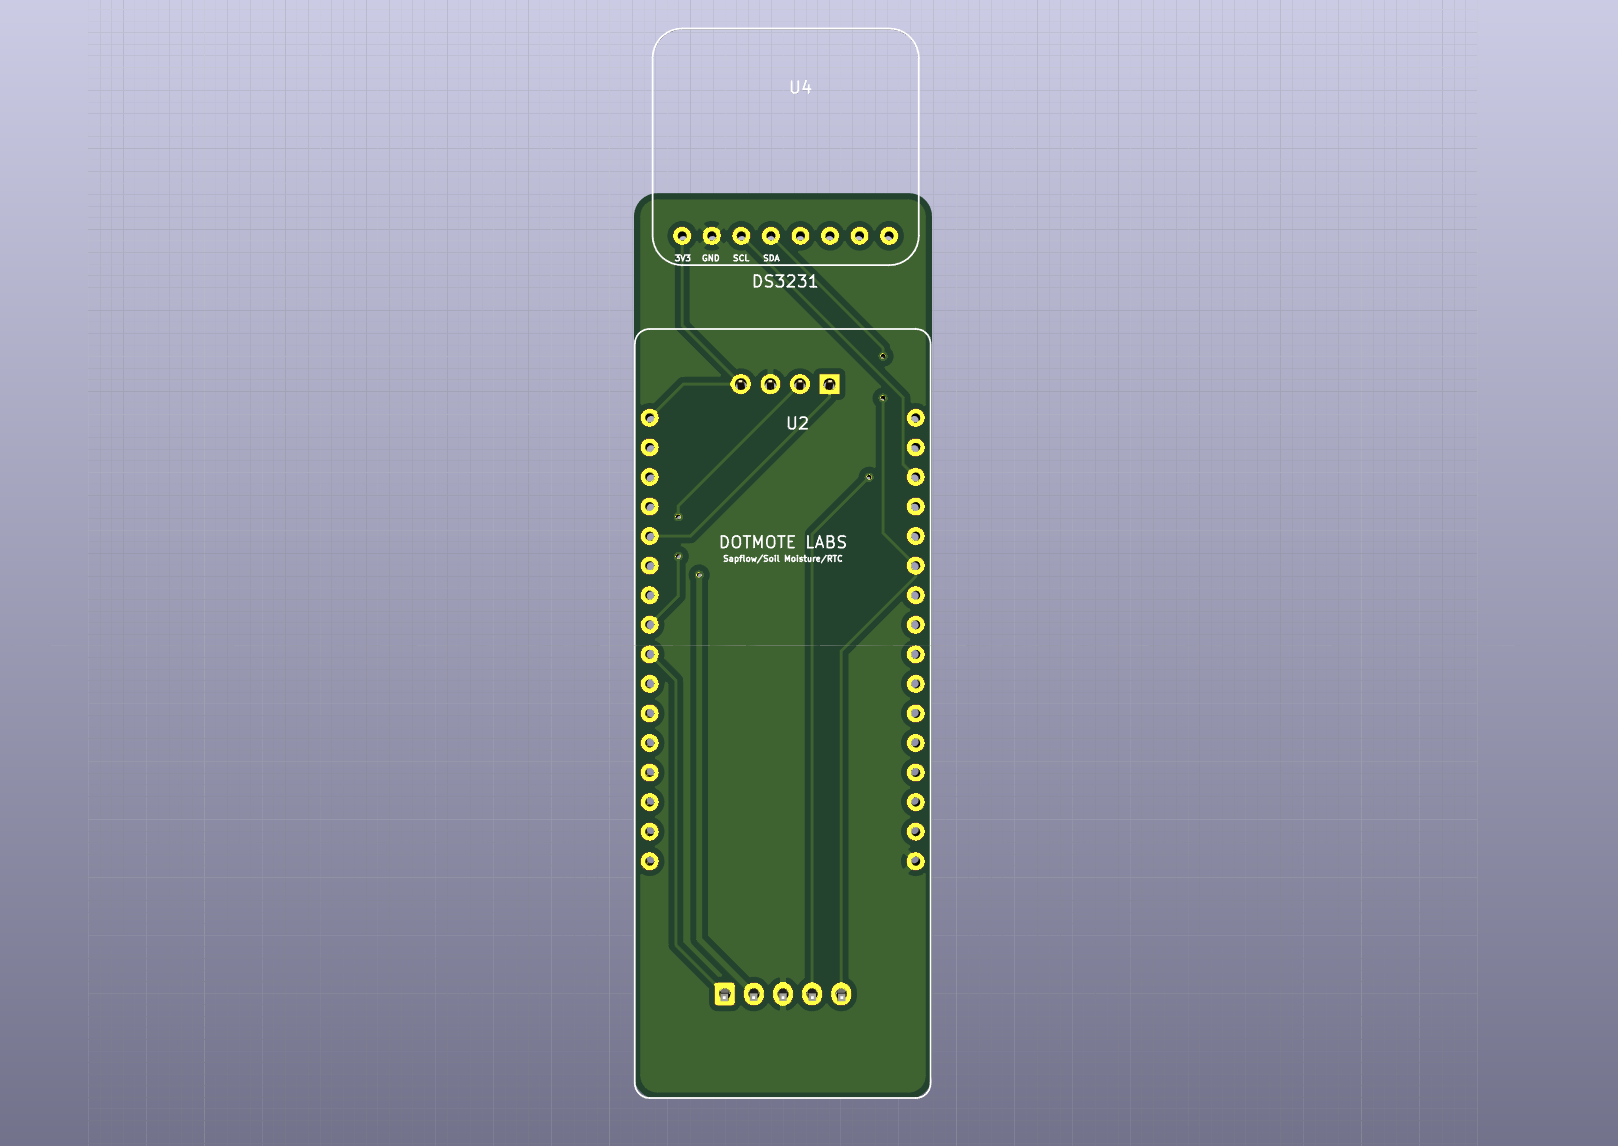 U4
3V3 GND SCL SDA
DS3231
U2
DOTMOTE LABS
Sapflow/Soil Moisture/RTC